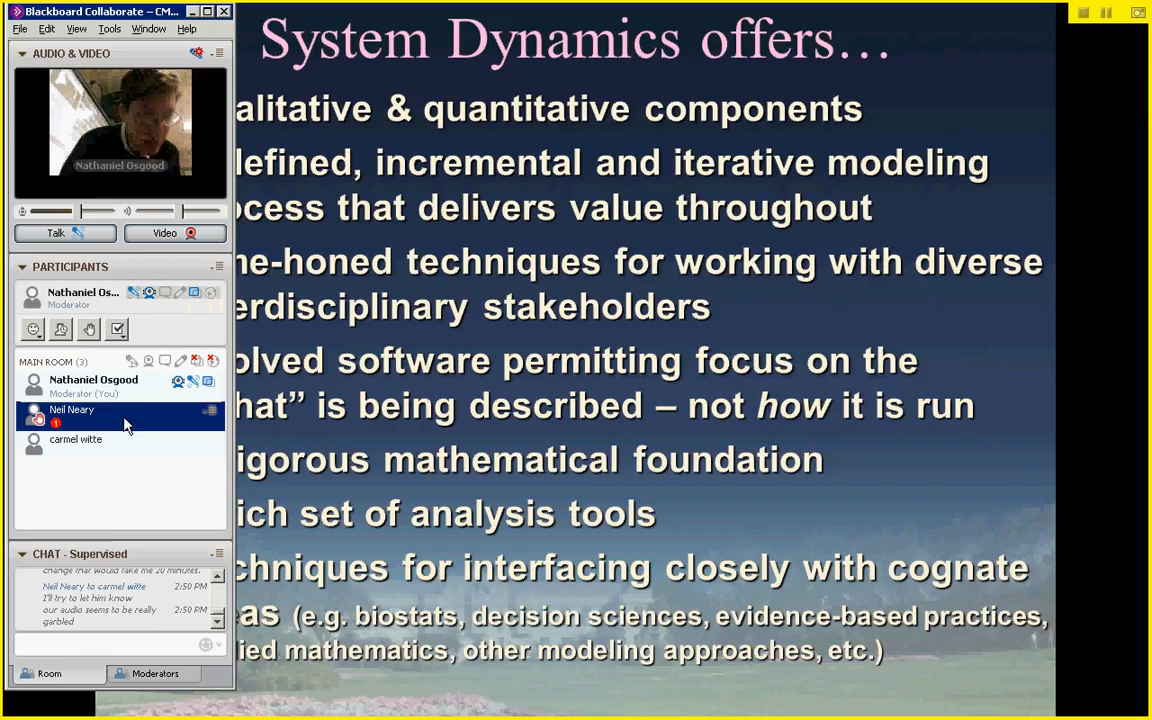 Blackboard Collaborate – CM...
File Edit View Tools Window Help
AUDIO & VIDEO
Nathaniel Osgood
Talk Video
PARTICIPANTS
Nathaniel Os...
Moderator
MAIN ROOM (3)
Nathaniel Osgood
Moderator (You)
Neil Neary
1
carmel witte
CHAT - Supervised
change that would take me 20 minutes.
Neil Neary to carmel witte 2:50 PM
I'll try to let him know
our audio seems to be really 2:50 PM
garbled
Room Moderators
System Dynamics offers…
alitative & quantitative components
defined, incremental and iterative modeling
ocess that delivers value throughout
me-honed techniques for working with diverse
erdisciplinary stakeholders
olved software permitting focus on the
hat” is being described – not how it is run
igorous mathematical foundation
ich set of analysis tools
chniques for interfacing closely with cognate
eas (e.g. biostats, decision sciences, evidence-based practices,
lied mathematics, other modeling approaches, etc.)